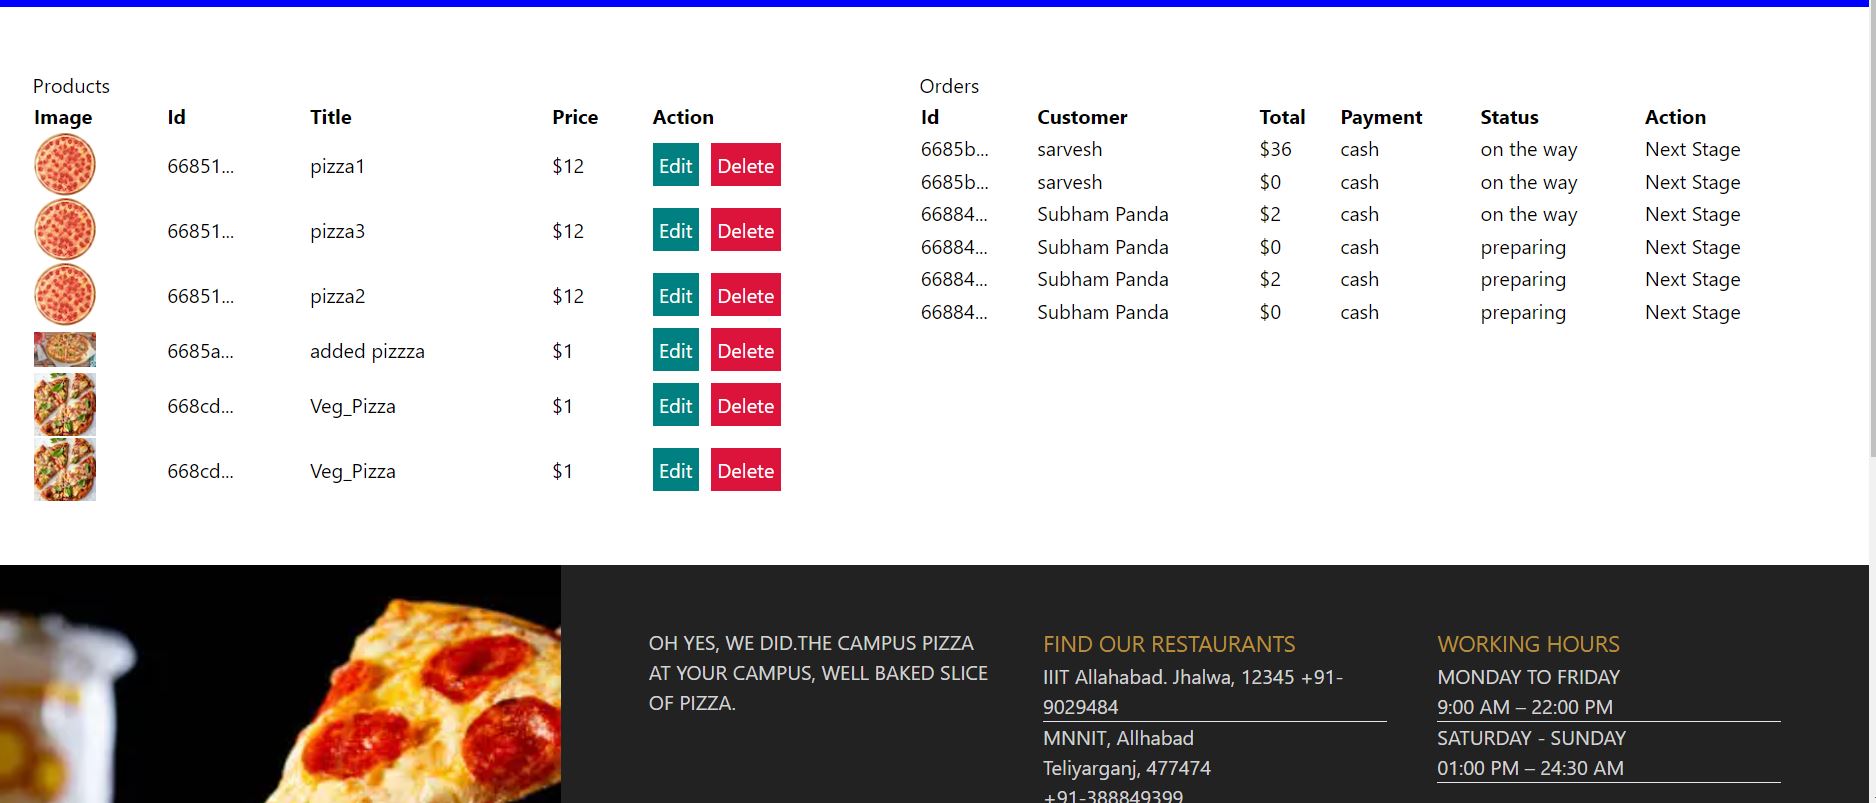 Products
Image Id Title Price Action
66851... pizza1 $12 Edit Delete
66851... pizza3 $12 Edit Delete
66851... pizza2 $12 Edit Delete
6685a... added pizzza $1 Edit Delete
668cd... Veg_Pizza $1 Edit Delete
668cd... Veg_Pizza $1 Edit Delete
Orders
Id Customer Total Payment Status Action
6685b... sarvesh $36 cash on the way Next Stage
6685b... sarvesh $0 cash on the way Next Stage
66884... Subham Panda $2 cash on the way Next Stage
66884... Subham Panda $0 cash preparing Next Stage
66884... Subham Panda $2 cash preparing Next Stage
66884... Subham Panda $0 cash preparing Next Stage
OH YES, WE DID.THE CAMPUS PIZZA
AT YOUR CAMPUS, WELL BAKED SLICE
OF PIZZA.
FIND OUR RESTAURANTS
IIIT Allahabad. Jhalwa, 12345 +91-
9029484
MNNIT, Allhabad
Teliyarganj, 477474
+91-388849399
WORKING HOURS
MONDAY TO FRIDAY
9:00 AM – 22:00 PM
SATURDAY - SUNDAY
01:00 PM – 24:30 AM